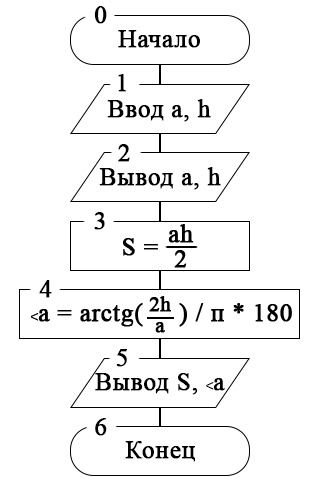 0
Начало
1
Ввод a, h
2
Вывод a, h
3
S = ah/2
4
<a = arctg(2h/a) / п * 180
5
Вывод S, <a
6
Конец